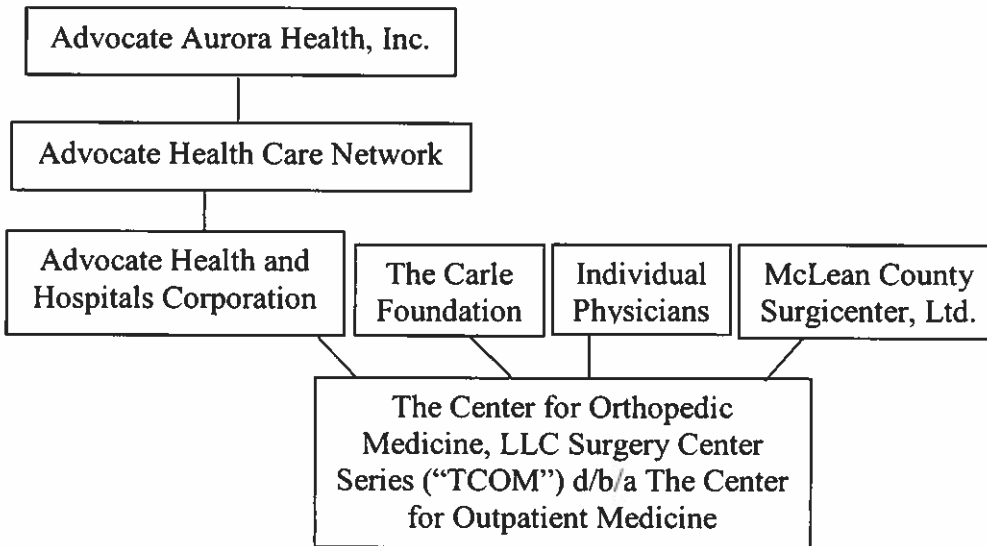 Advocate Aurora Health, Inc.
Advocate Health Care Network
Advocate Health and
Hospitals Corporation
The Carle
Foundation
Individual
Physicians
McLean County
Surgicenter, Ltd.
The Center for Orthopedic
Medicine, LLC Surgery Center
Series (“TCOM”) d/b/a The Center
for Outpatient Medicine